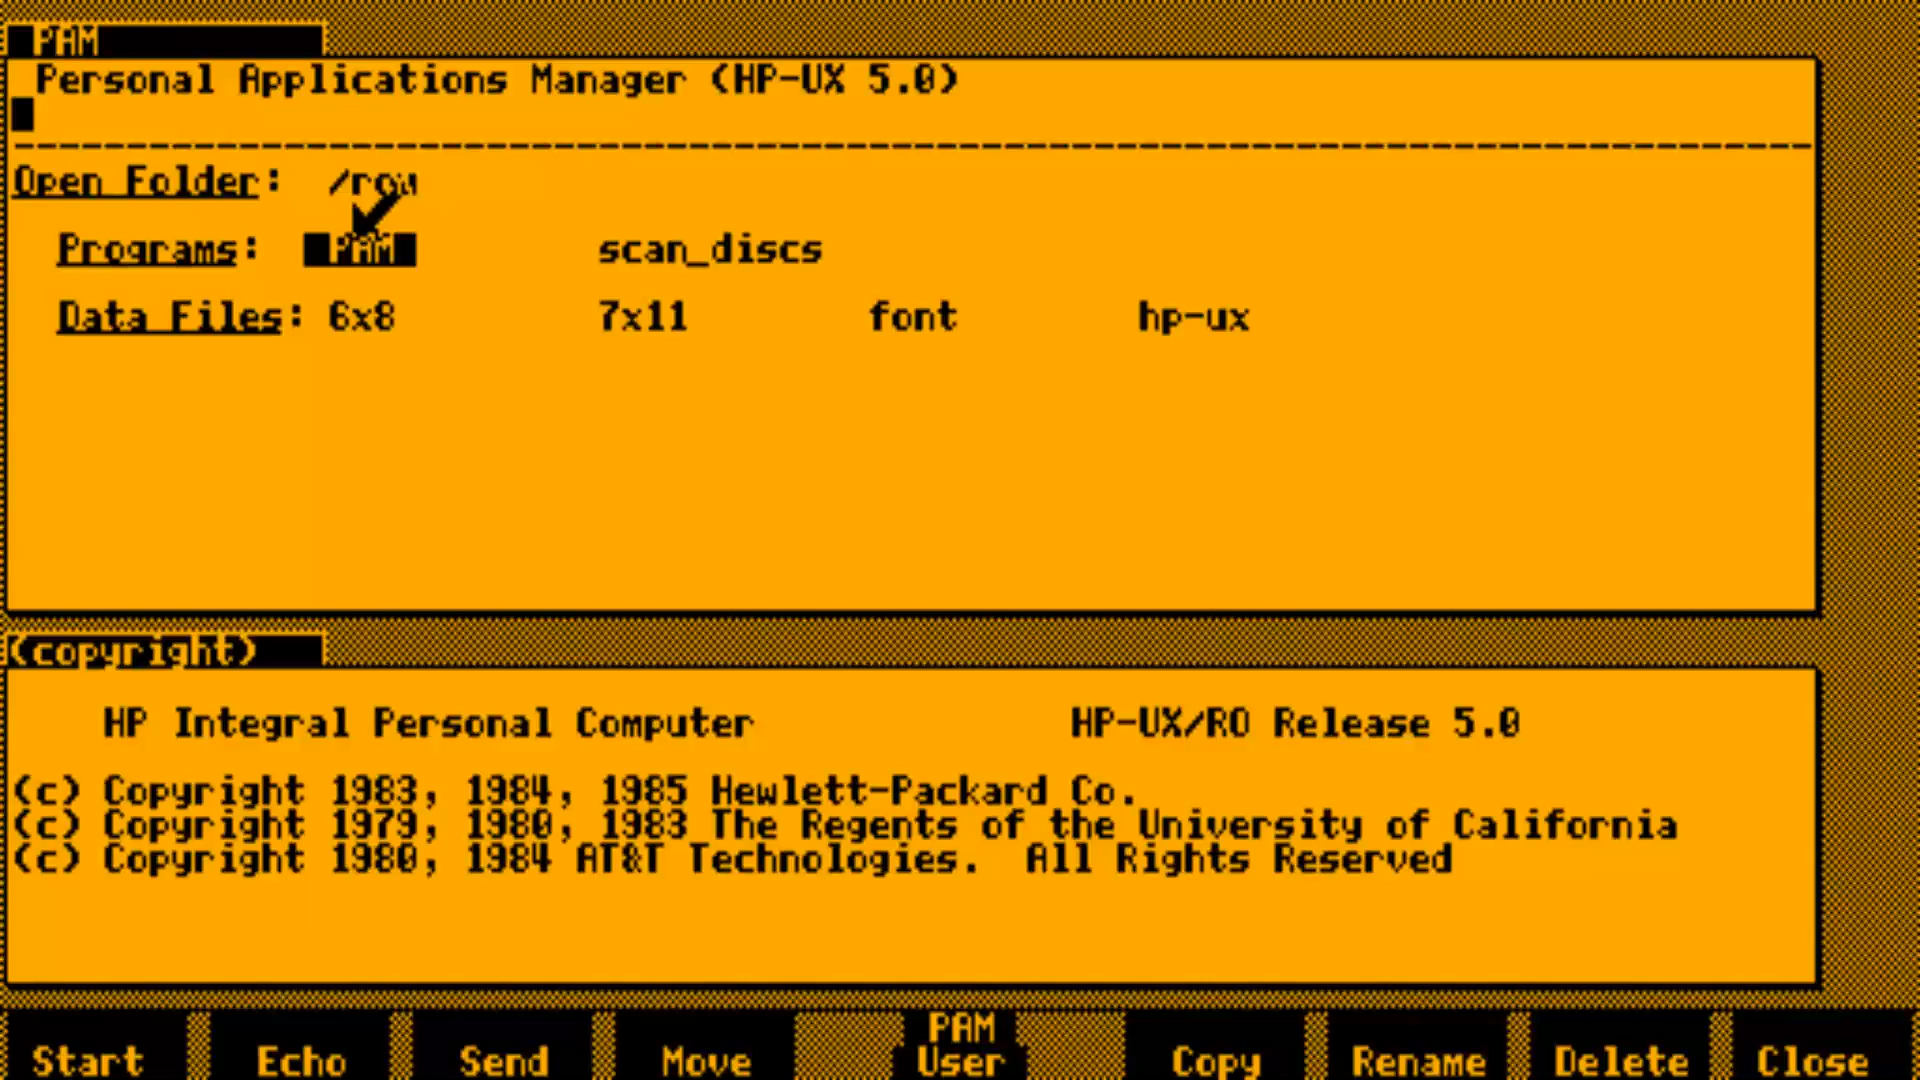 PAM
Personal Applications Manager (HP-UX 5.0)
Open Folder: /rom
Programs: PAM scan_discs
Data Files: 6x8 7x11 font hp-ux
(copyright)
HP Integral Personal Computer HP-UX/RO Release 5.0
(c) Copyright 1983, 1984, 1985 Hewlett-Packard Co.
(c) Copyright 1979, 1980, 1983 The Regents of the University of California
(c) Copyright 1980, 1984 AT&T Technologies. All Rights Reserved
PAM
Start Echo Send Move User Copy Rename Delete Close